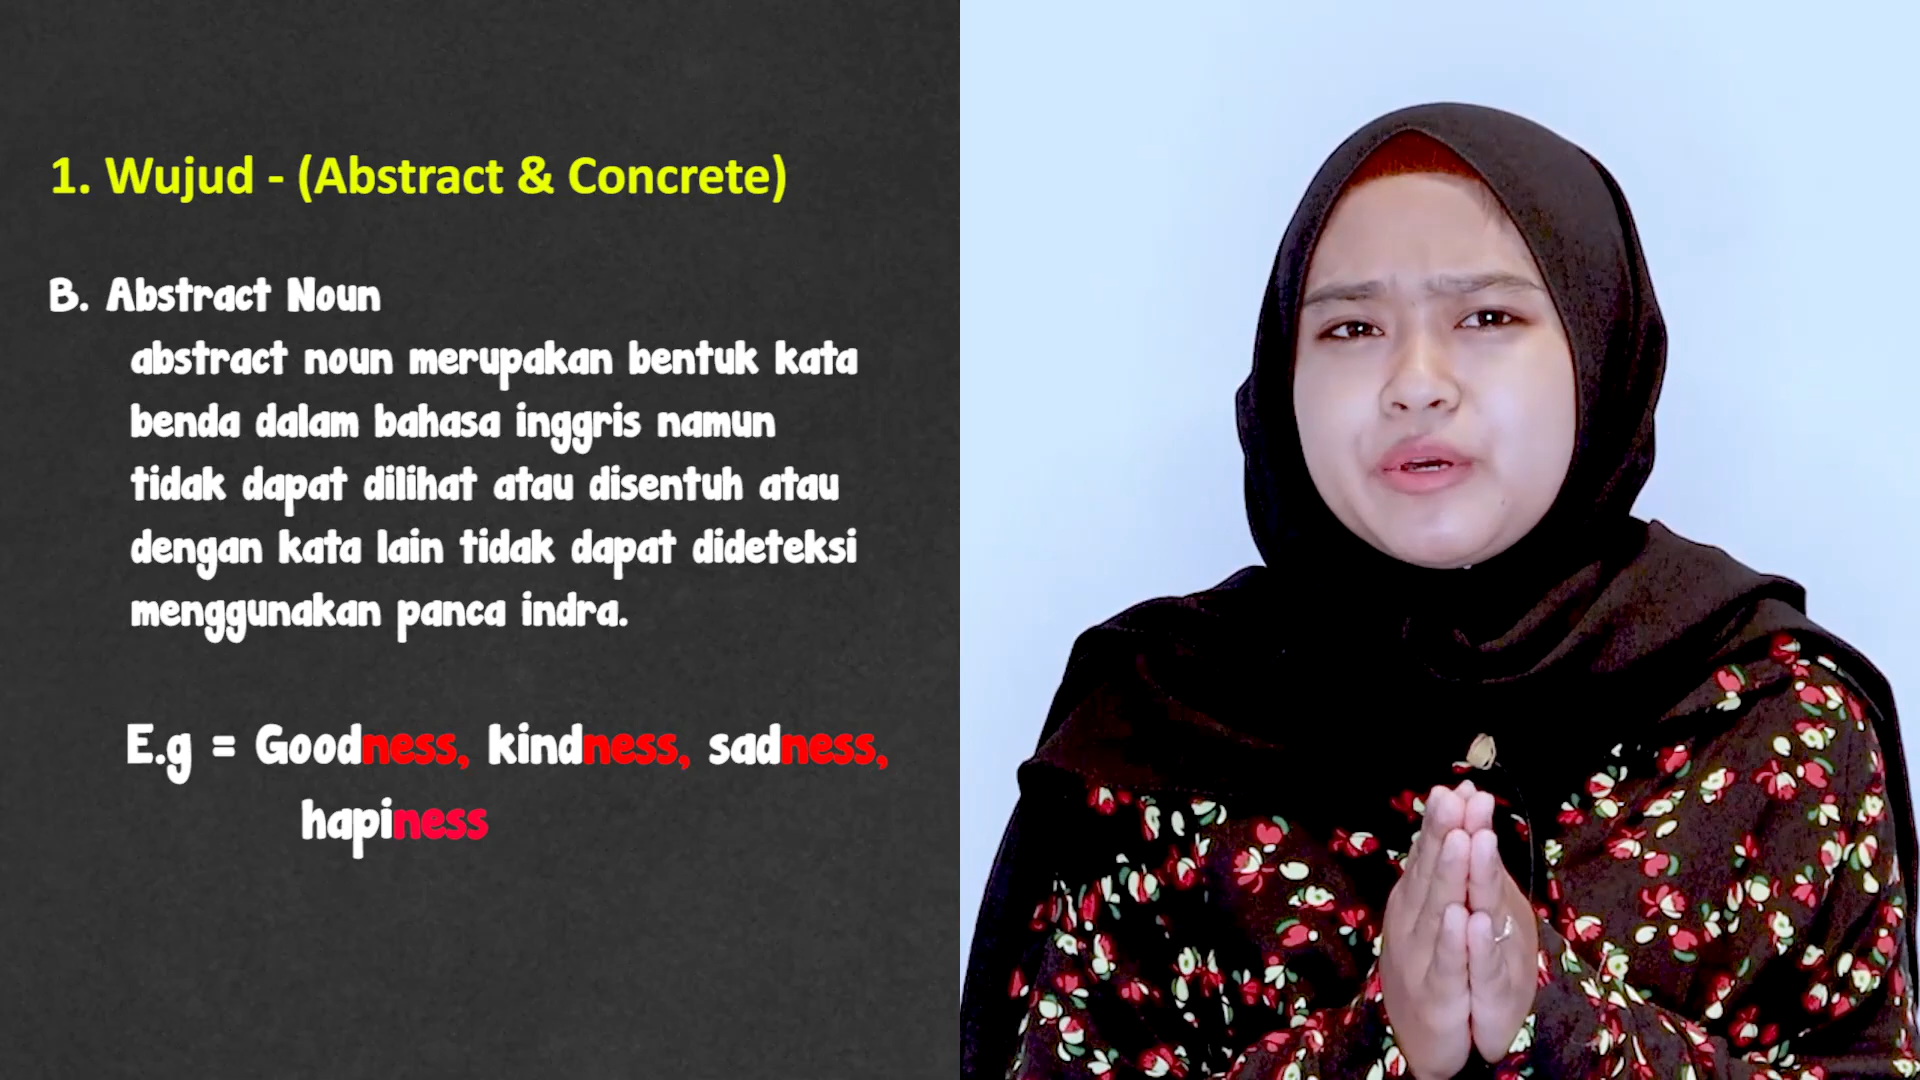 1. Wujud - (Abstract & Concrete)
B. Abstract Noun
abstract noun merupakan bentuk kata
benda dalam bahasa inggris namun
tidak dapat dilihat atau disentuh atau
dengan kata lain tidak dapat dideteksi
menggunakan panca indra.
E.g = Goodness, kindness, sadness,
hapiness